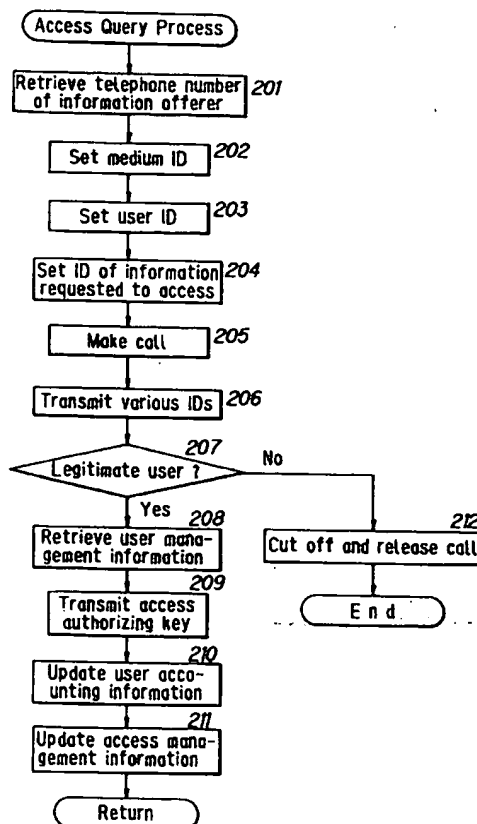 Access Query Process
Retrieve telephone number
of information offerer
201
Set medium ID
202
Set user ID
203
Set ID of information
requested to access
204
Make call
205
Transmit various IDs
206
Legitimate user ?
207
No
Yes
208
Retrieve user mana-
gement information
209
Transmit access
authorizing key
210
Update user acco-
unting information
211
Update access mana-
gement information
Return
212
Cut off and release call
End